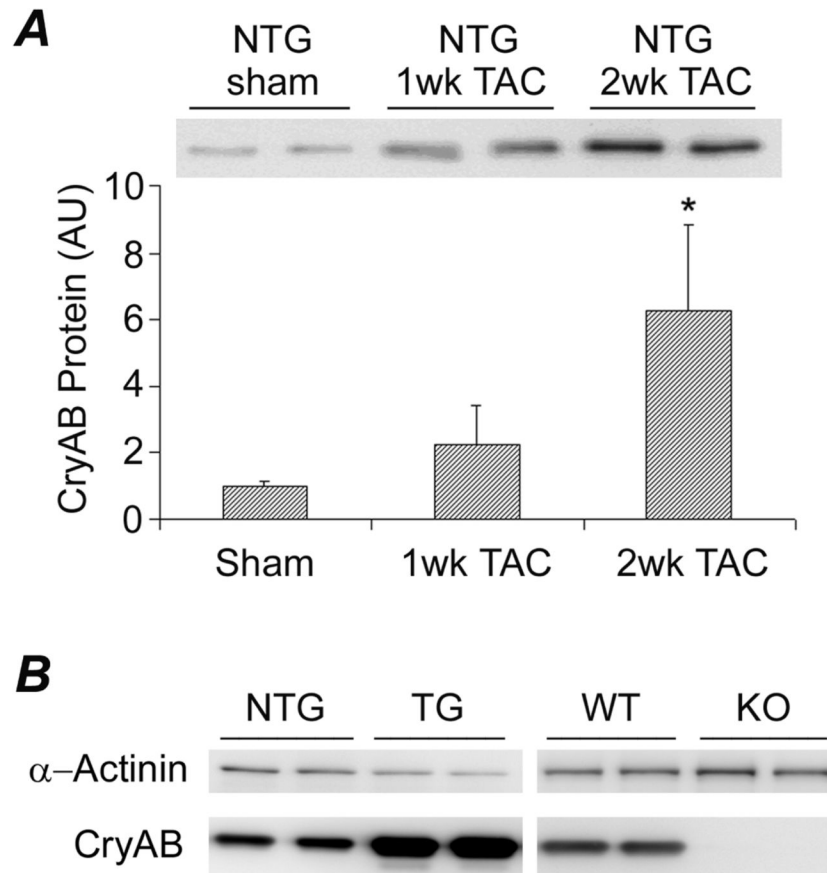 A
NTG NTG NTG
sham 1wk TAC 2wk TAC
CryAB Protein (AU)
10
*
8
6
4
2
0
Sham 1wk TAC 2wk TAC
B
NTG TG WT KO
α–Actinin
CryAB